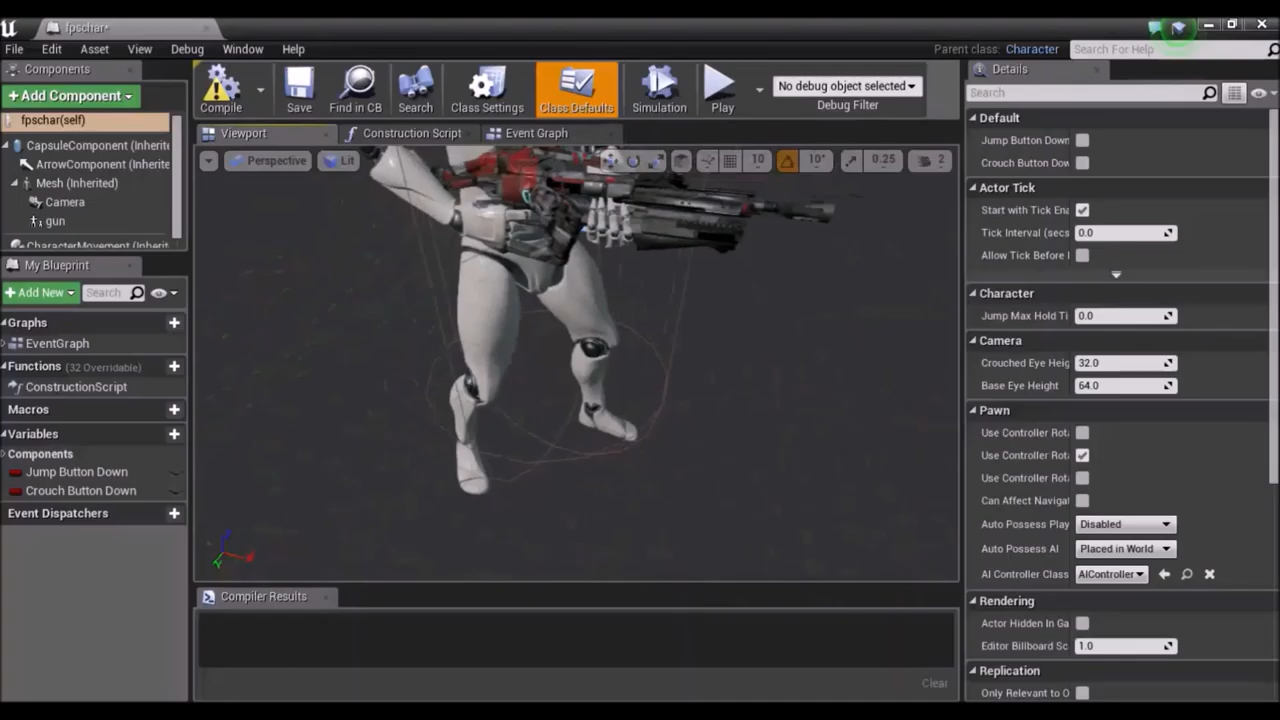 fpschar*
File Edit Asset View Debug Window Help
Parent class: Character
Search For Help
Components
+Add Component
fpschar(self)
CapsuleComponent (Inherited
ArrowComponent (Inherite
Mesh (Inherited)
Camera
gun
CharacterMovement (Inherit
My Blueprint
+Add New
Search
Graphs
EventGraph
Functions (32 Overridable)
ConstructionScript
Macros
Variables
Components
Jump Button Down
Crouch Button Down
Event Dispatchers
Compile
Save
Find in CB
Search
Class Settings
Class Defaults
Simulation
Play
No debug object selected
Debug Filter
Viewport
Construction Script
Event Graph
Perspective
Lit
10
10°
0.25
2
Compiler Results
Clear
Details
Search
Default
Jump Button Down
Crouch Button Dow
Actor Tick
Start with Tick Ena
Tick Interval (secs 0.0
Allow Tick Before I
Character
Jump Max Hold Ti 0.0
Camera
Crouched Eye Heig 32.0
Base Eye Height 64.0
Pawn
Use Controller Rota
Use Controller Rota
Use Controller Rota
Can Affect Navigat
Auto Possess Play Disabled
Auto Possess AI Placed in World
AI Controller Class AIController
Rendering
Actor Hidden In Ga
Editor Billboard Sc 1.0
Replication
Only Relevant to O